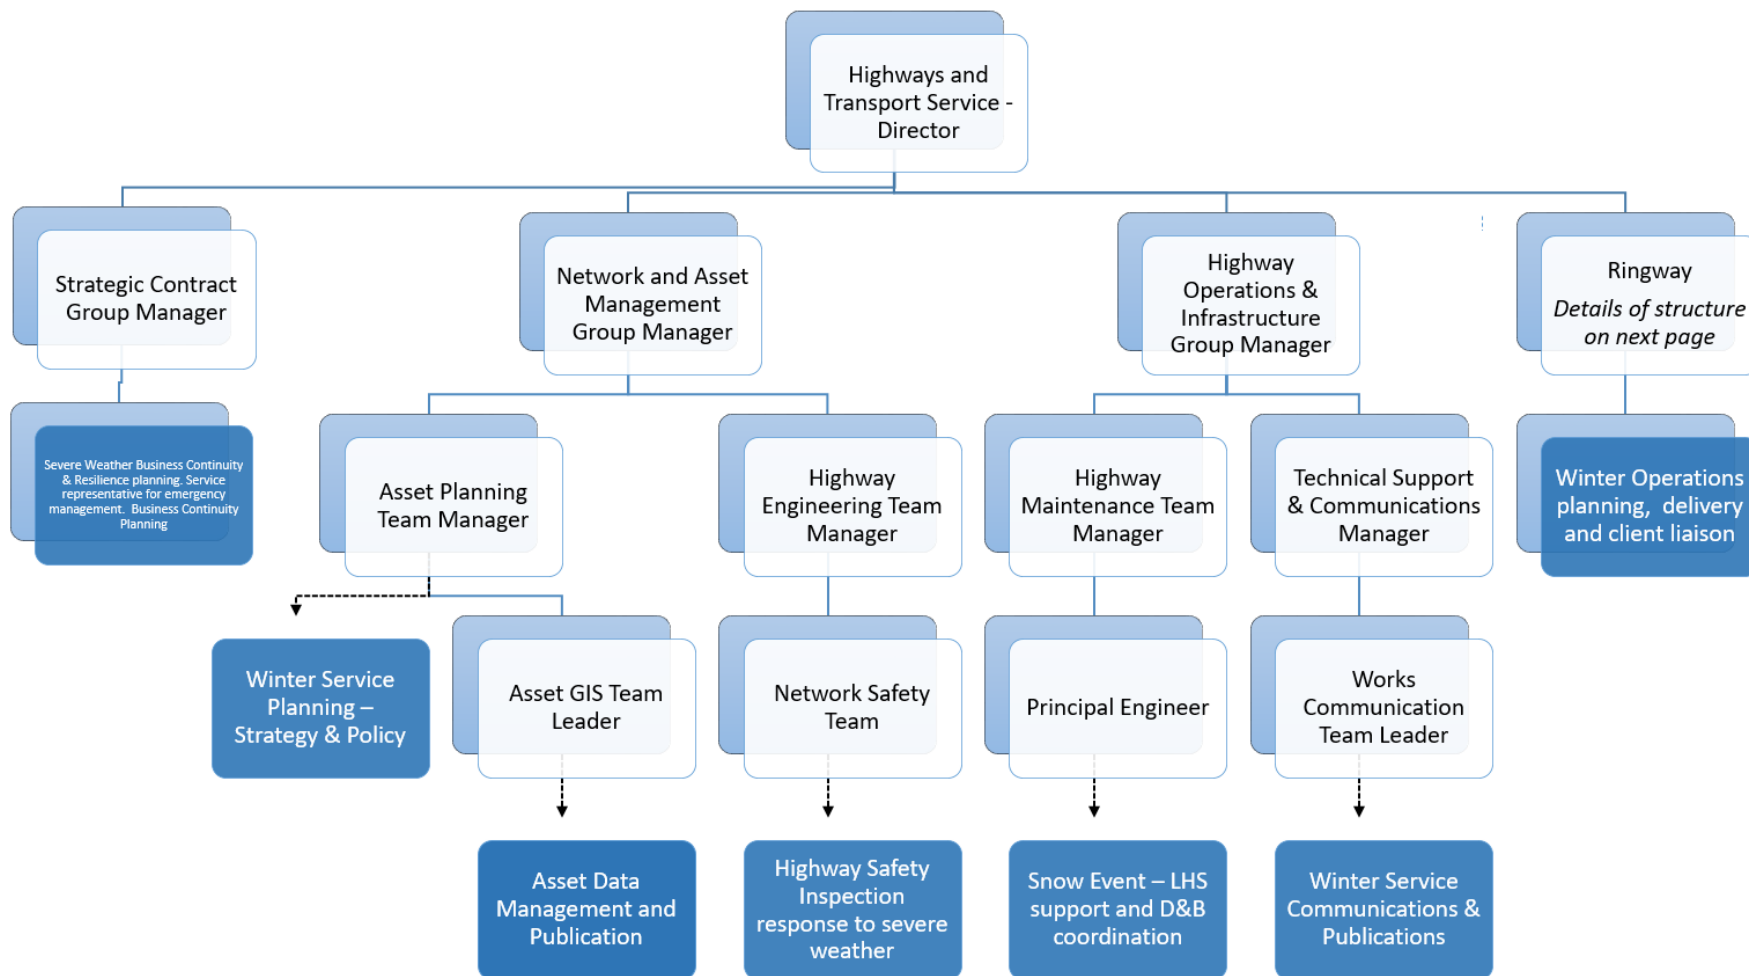 Highways and
Transport Service -
Director
Strategic Contract
Group Manager
Network and Asset
Management
Group Manager
Highway
Operations &
Infrastructure
Group Manager
Ringway
Details of structure
on next page
Severe Weather Business Continuity
& Resilience planning. Service
representative for emergency
management.  Business Continuity
Planning
Asset Planning
Team Manager
Highway
Engineering Team
Manager
Highway
Maintenance Team
Manager
Technical Support
& Communications
Manager
Winter Operations
planning,  delivery
and client liaison
Winter Service
Planning –
Strategy & Policy
Asset GIS Team
Leader
Network Safety
Team
Principal Engineer
Works
Communication
Team Leader
Asset Data
Management and
Publication
Highway Safety
Inspection
response to severe
weather
Snow Event – LHS
support and D&B
coordination
Winter Service
Communications &
Publications